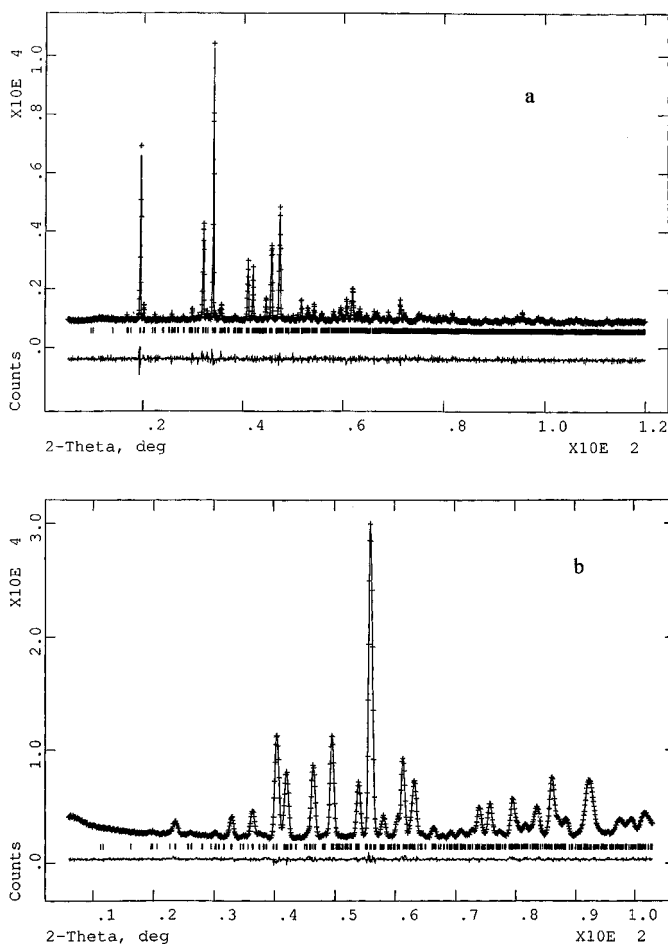 a
X10E 4
1.0
.8
.6
.4
.2
.0
Counts
.2 .4 .6 .8 1.0 1.2
2-Theta, deg X10E 2
b
X10E 4
3.0
2.0
1.0
.0
Counts
.1 .2 .3 .4 .5 .6 .7 .8 .9 1.0
2-Theta, deg X10E 2